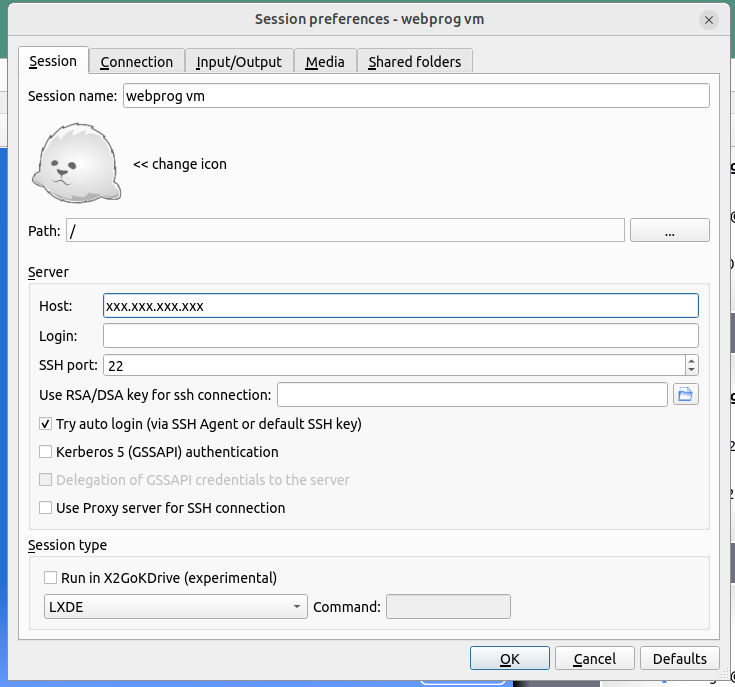 Session preferences - webprog vm
Session Connection Input/Output Media Shared folders
Session name: webprog vm
<< change icon
Path: / ...
Server
Host: xxx.xxx.xxx.xxx
Login:
SSH port: 22
Use RSA/DSA key for ssh connection:
Try auto login (via SSH Agent or default SSH key)
Kerberos 5 (GSSAPI) authentication
Delegation of GSSAPI credentials to the server
Use Proxy server for SSH connection
Session type
Run in X2GoKDrive (experimental)
LXDE Command:
OK Cancel Defaults